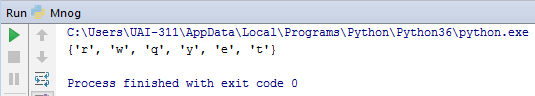 Run Mnog
C:\Users\UAI-311\AppData\Local\Programs\Python\Python36\python.exe
{'r', 'w', 'q', 'y', 'e', 't'}
Process finished with exit code 0